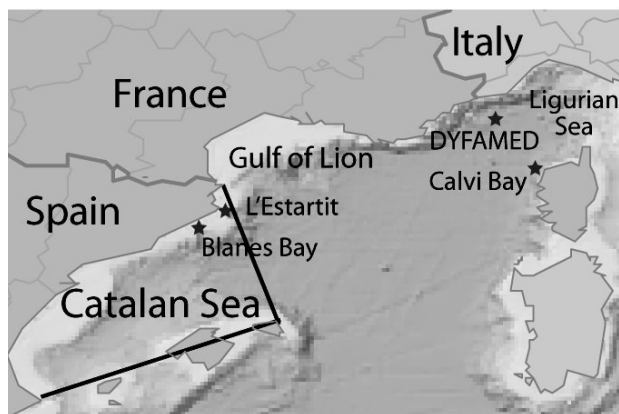 Italy
France
Ligurian
Sea
DYFAMED
Gulf of Lion
Calvi Bay
Spain
L'Estartit
Blanes Bay
Catalan Sea